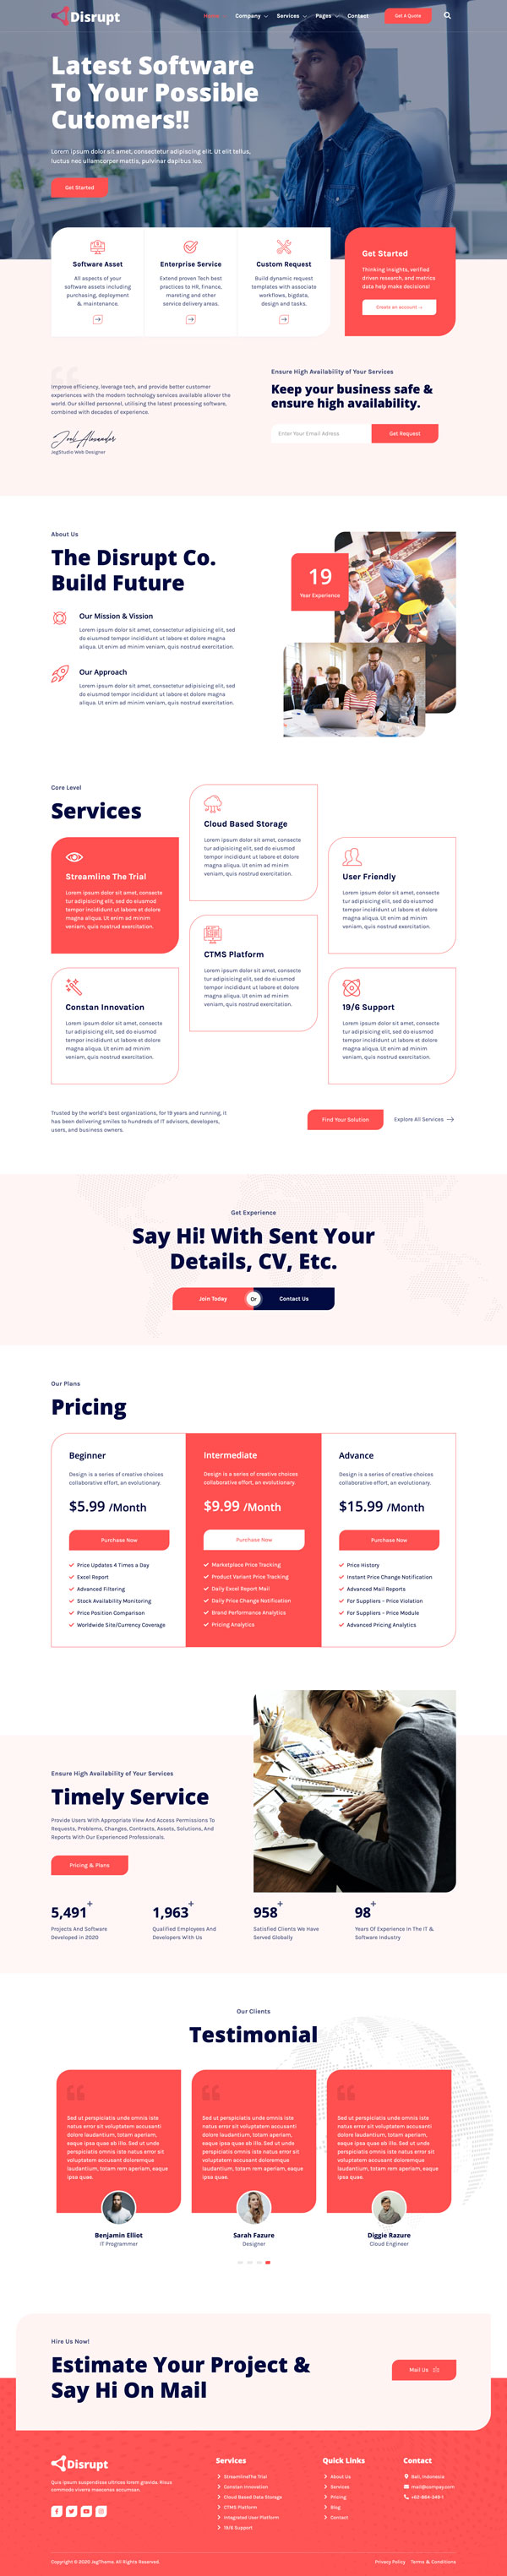 Disrupt
Home Company Services Pages Contact Get A Quote
Latest Software
To Your Possible
Cutomers!!
Lorem ipsum dolor sit amet, consectetur adipiscing elit. Ut elit tellus,
luctus nec ullamcorper mattis, pulvinar dapibus leo.
Get Started
Software Asset
All aspects of your
software assets including
purchasing, deployment
& maintenance.
Enterprise Service
Extend proven Tech best
practices to HR, finance,
mareting and other
service delivery areas.
Custom Request
Build dynamic request
templates with associate
workflows, bigdata,
design and tasks.
Get Started
Thinking insights, verified
driven research, and metrics
data help make decisions!
Create an account →
Improve efficiency, leverage tech, and provide better customer
experiences with the modern technology services available allover the
world. Our skilled personnel, utilising the latest processing software,
combined with decades of experience.
JegStudio Web Designer
Ensure High Availability of Your Services
Keep your business safe &
ensure high availability.
Enter Your Email Adress
Get Request
About Us
The Disrupt Co.
Build Future
Our Mission & Vission
Lorem ipsum dolor sit amet, consectetur adipisicing elit, sed
do eiusmod tempor incididunt ut labore et dolore magna
aliqua. Ut enim ad minim veniam, quis nostrud exercitation.
Our Approach
Lorem ipsum dolor sit amet, consectetur adipisicing elit, sed
do eiusmod tempor incididunt ut labore et dolore magna
aliqua. Ut enim ad minim veniam, quis nostrud exercitation.
19
Year Experience
Core Level
Services
Streamline The Trial
Lorem ipsum dolor sit amet, consecte
tur adipisicing elit, sed do eiusmod
tempor incididunt ut labore et dolore
magna aliqua. Ut enim ad minim
veniam, quis nostrud exercitation.
Constan Innovation
Lorem ipsum dolor sit amet, consecte
tur adipisicing elit, sed do eiusmod
tempor incididunt ut labore et dolore
magna aliqua. Ut enim ad minim
veniam, quis nostrud exercitation.
Cloud Based Storage
Lorem ipsum dolor sit amet, consecte
tur adipisicing elit, sed do eiusmod
tempor incididunt ut labore et dolore
magna aliqua. Ut enim ad minim
veniam, quis nostrud exercitation.
CTMS Platform
Lorem ipsum dolor sit amet, consecte
tur adipisicing elit, sed do eiusmod
tempor incididunt ut labore et dolore
magna aliqua. Ut enim ad minim
veniam, quis nostrud exercitation.
User Friendly
Lorem ipsum dolor sit amet, consecte
tur adipisicing elit, sed do eiusmod
tempor incididunt ut labore et dolore
magna aliqua. Ut enim ad minim
veniam, quis nostrud exercitation.
19/6 Support
Lorem ipsum dolor sit amet, consecte
tur adipisicing elit, sed do eiusmod
tempor incididunt ut labore et dolore
magna aliqua. Ut enim ad minim
veniam, quis nostrud exercitation.
Trusted by the world's best organizations, for 19 years and running, it
has been delivering smiles to hundreds of IT advisors, developers,
users, and business owners.
Find Your Solution
Explore All Services
Get Experience
Say Hi! With Sent Your
Details, CV, Etc.
Join Today Or Contact Us
Our Plans
Pricing
Beginner
Design is a series of creative choices
collaborative effort, an evolutionary.
$5.99 /Month
Purchase Now
Price Updates 4 Times a Day
Excel Report
Advanced Filtering
Stock Availability Monitoring
Price Position Comparison
Worldwide Site/Currency Coverage
Intermediate
Design is a series of creative choices
collaborative effort, an evolutionary.
$9.99 /Month
Purchase Now
Marketplace Price Tracking
Product Variant Price Tracking
Daily Excel Report Mail
Daily Price Change Notification
Brand Performance Analytics
Pricing Analytics
Advance
Design is a series of creative choices
collaborative effort, an evolutionary.
$15.99 /Month
Purchase Now
Price History
Instant Price Change Notification
Advanced Mail Reports
For Suppliers – Price Violation
For Suppliers – Price Module
Advanced Pricing Analytics
Ensure High Availability of Your Services
Timely Service
Provide Users With Appropriate View And Access Permissions To
Requests, Problems, Changes, Contracts, Assets, Solutions, And
Reports With Our Experienced Professionals.
Pricing & Plans
5,491+
Projects And Software
Developed in 2020
1,963+
Qualified Employees And
Developers With Us
958+
Satisfied Clients We Have
Served Globally
98+
Years Of Experience In The IT &
Software Industry
Our Clients
Testimonial
Sed ut perspiciatis unde omnis iste
natus error sit voluptatem accusanti
dolore laudantium, totam aperiam,
eaque ipsa quae ab illo. Sed ut unde
perspiciatis omnis iste natus error sit
voluptatem accusant doloremque
laudantium, totam rem aperiam, eaque
ipsa quae.
Benjamin Elliot
IT Programmer
Sed ut perspiciatis unde omnis iste
natus error sit voluptatem accusanti
dolore laudantium, totam aperiam,
eaque ipsa quae ab illo. Sed ut unde
perspiciatis omnis iste natus error sit
voluptatem accusant doloremque
laudantium, totam rem aperiam, eaque
ipsa quae.
Sarah Fazure
Designer
Sed ut perspiciatis unde omnis iste
natus error sit voluptatem accusanti
dolore laudantium, totam aperiam,
eaque ipsa quae ab illo. Sed ut unde
perspiciatis omnis iste natus error sit
voluptatem accusant doloremque
laudantium, totam rem aperiam, eaque
ipsa quae.
Diggie Razure
Cloud Engineer
Hire Us Now!
Estimate Your Project &
Say Hi On Mail
Mail Us
Disrupt
Quis ipsum suspendisse ultrices lorem gravida. Risus
commodo viverra maecenas accumsan.
Services
StreamlineThe Trial
Constan Innovation
Cloud Based Data Storage
CTMS Platform
Integrated User Platform
19/6 Support
Quick Links
About Us
Services
Pricing
Blog
Contact
Contact
Bali, Indonesia
mail@company.com
Copyright © 2020 JegTheme. All Rights Reserved.
Privacy Policy Terms & Conditions